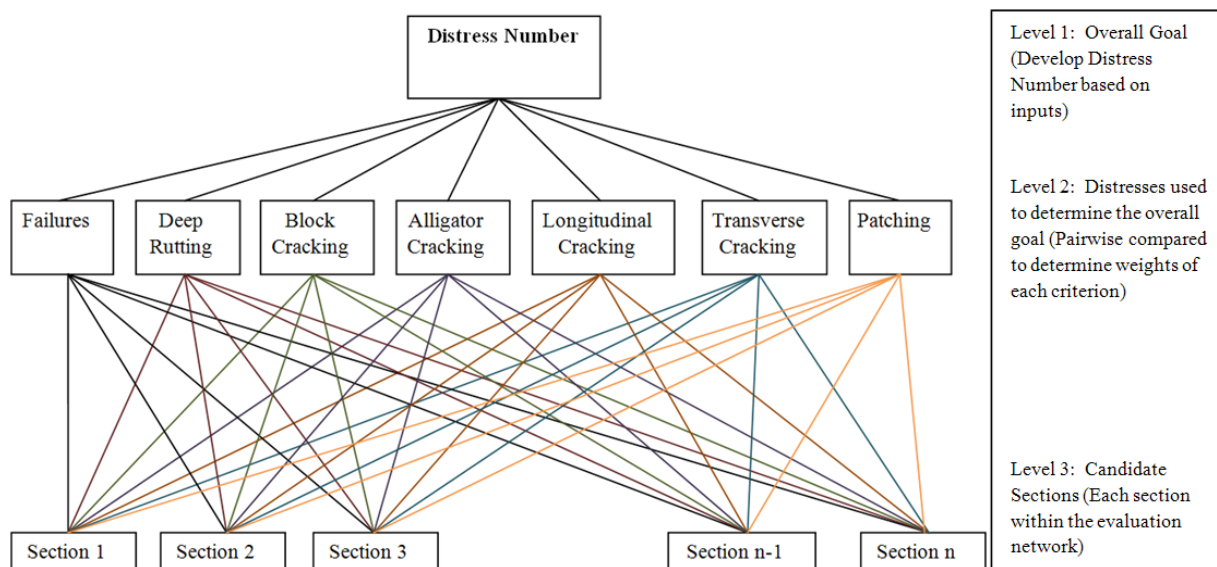 Distress Number
Failures
Deep
Rutting
Block
Cracking
Alligator
Cracking
Longitudinal
Cracking
Transverse
Cracking
Patching
Section 1
Section 2
Section 3
Section n-1
Section n
Level 1:  Overall Goal
(Develop Distress
Number based on
inputs)
Level 2:  Distresses used
to determine the overall
goal (Pairwise compared
to determine weights of
each criterion)
Level 3:  Candidate
Sections (Each section
within the evaluation
network)